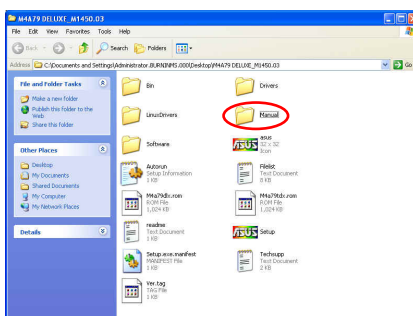 M4A79 DELUXE_M1450.03
File Edit View Favorites Tools Help
Back Search Folders
Address C:\Documents and Settings\Administrator.BURNINMS.000\Desktop\M4A79 DELUXE_M1450.03 Go
File and Folder Tasks
Make a new folder
Publish this folder to the Web
Share this folder
Other Places
Desktop
My Documents
Shared Documents
My Computer
My Network Places
Details
Bin
Drivers
LinuxDrivers
Manual
Software
asus
32 x 32
Icon
Autorun
Setup Information
1 KB
Filelist
Text Document
8 KB
M4a79dlx.rom
ROM File
1,024 KB
M4a79tdx.rom
ROM File
1,024 KB
readme
Text Document
1 KB
Setup
Setup.exe.manifest
MANIFEST File
1 KB
Techsupp
Text Document
2 KB
Ver.tag
TAG File
1 KB